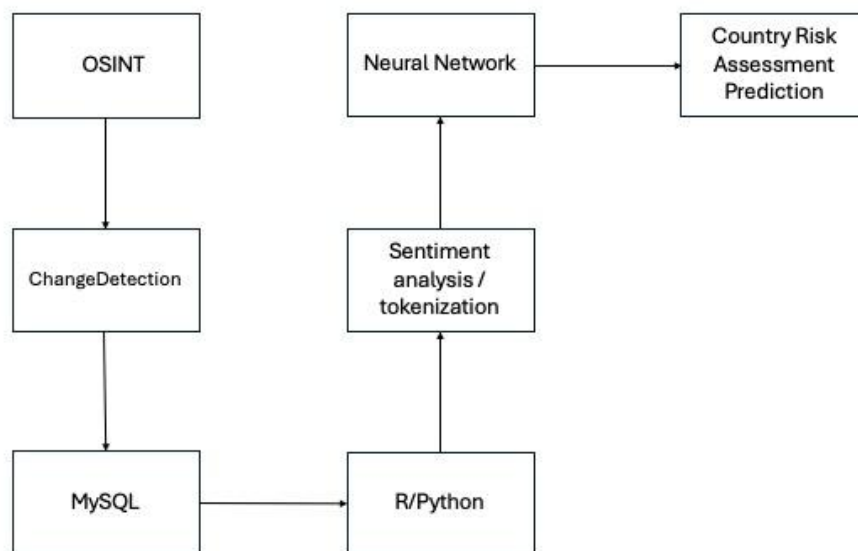 OSINT
ChangeDetection
MySQL
R/Python
Sentiment
analysis /
tokenization
Neural Network
Country Risk
Assessment
Prediction